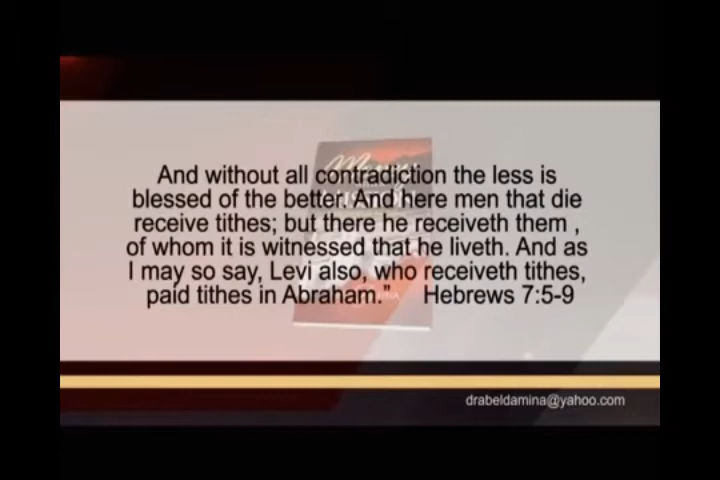 And without all contradiction the less is
blessed of the better. And here men that die
receive tithes; but there he receiveth them ,
of whom it is witnessed that he liveth. And as
I may so say, Levi also, who receiveth tithes,
paid tithes in Abraham." Hebrews 7:5-9
drabeldamina@yahoo.com